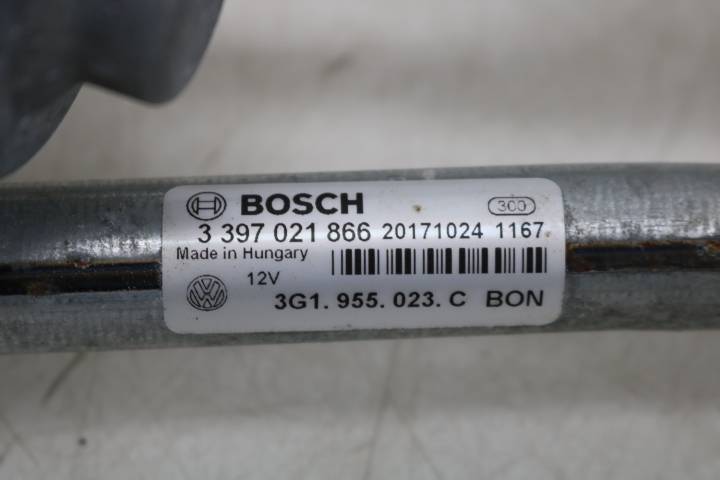 BOSCH 300
3 397 021 866 20171024 1167
Made in Hungary
12V
3G1. 955. 023. C BON